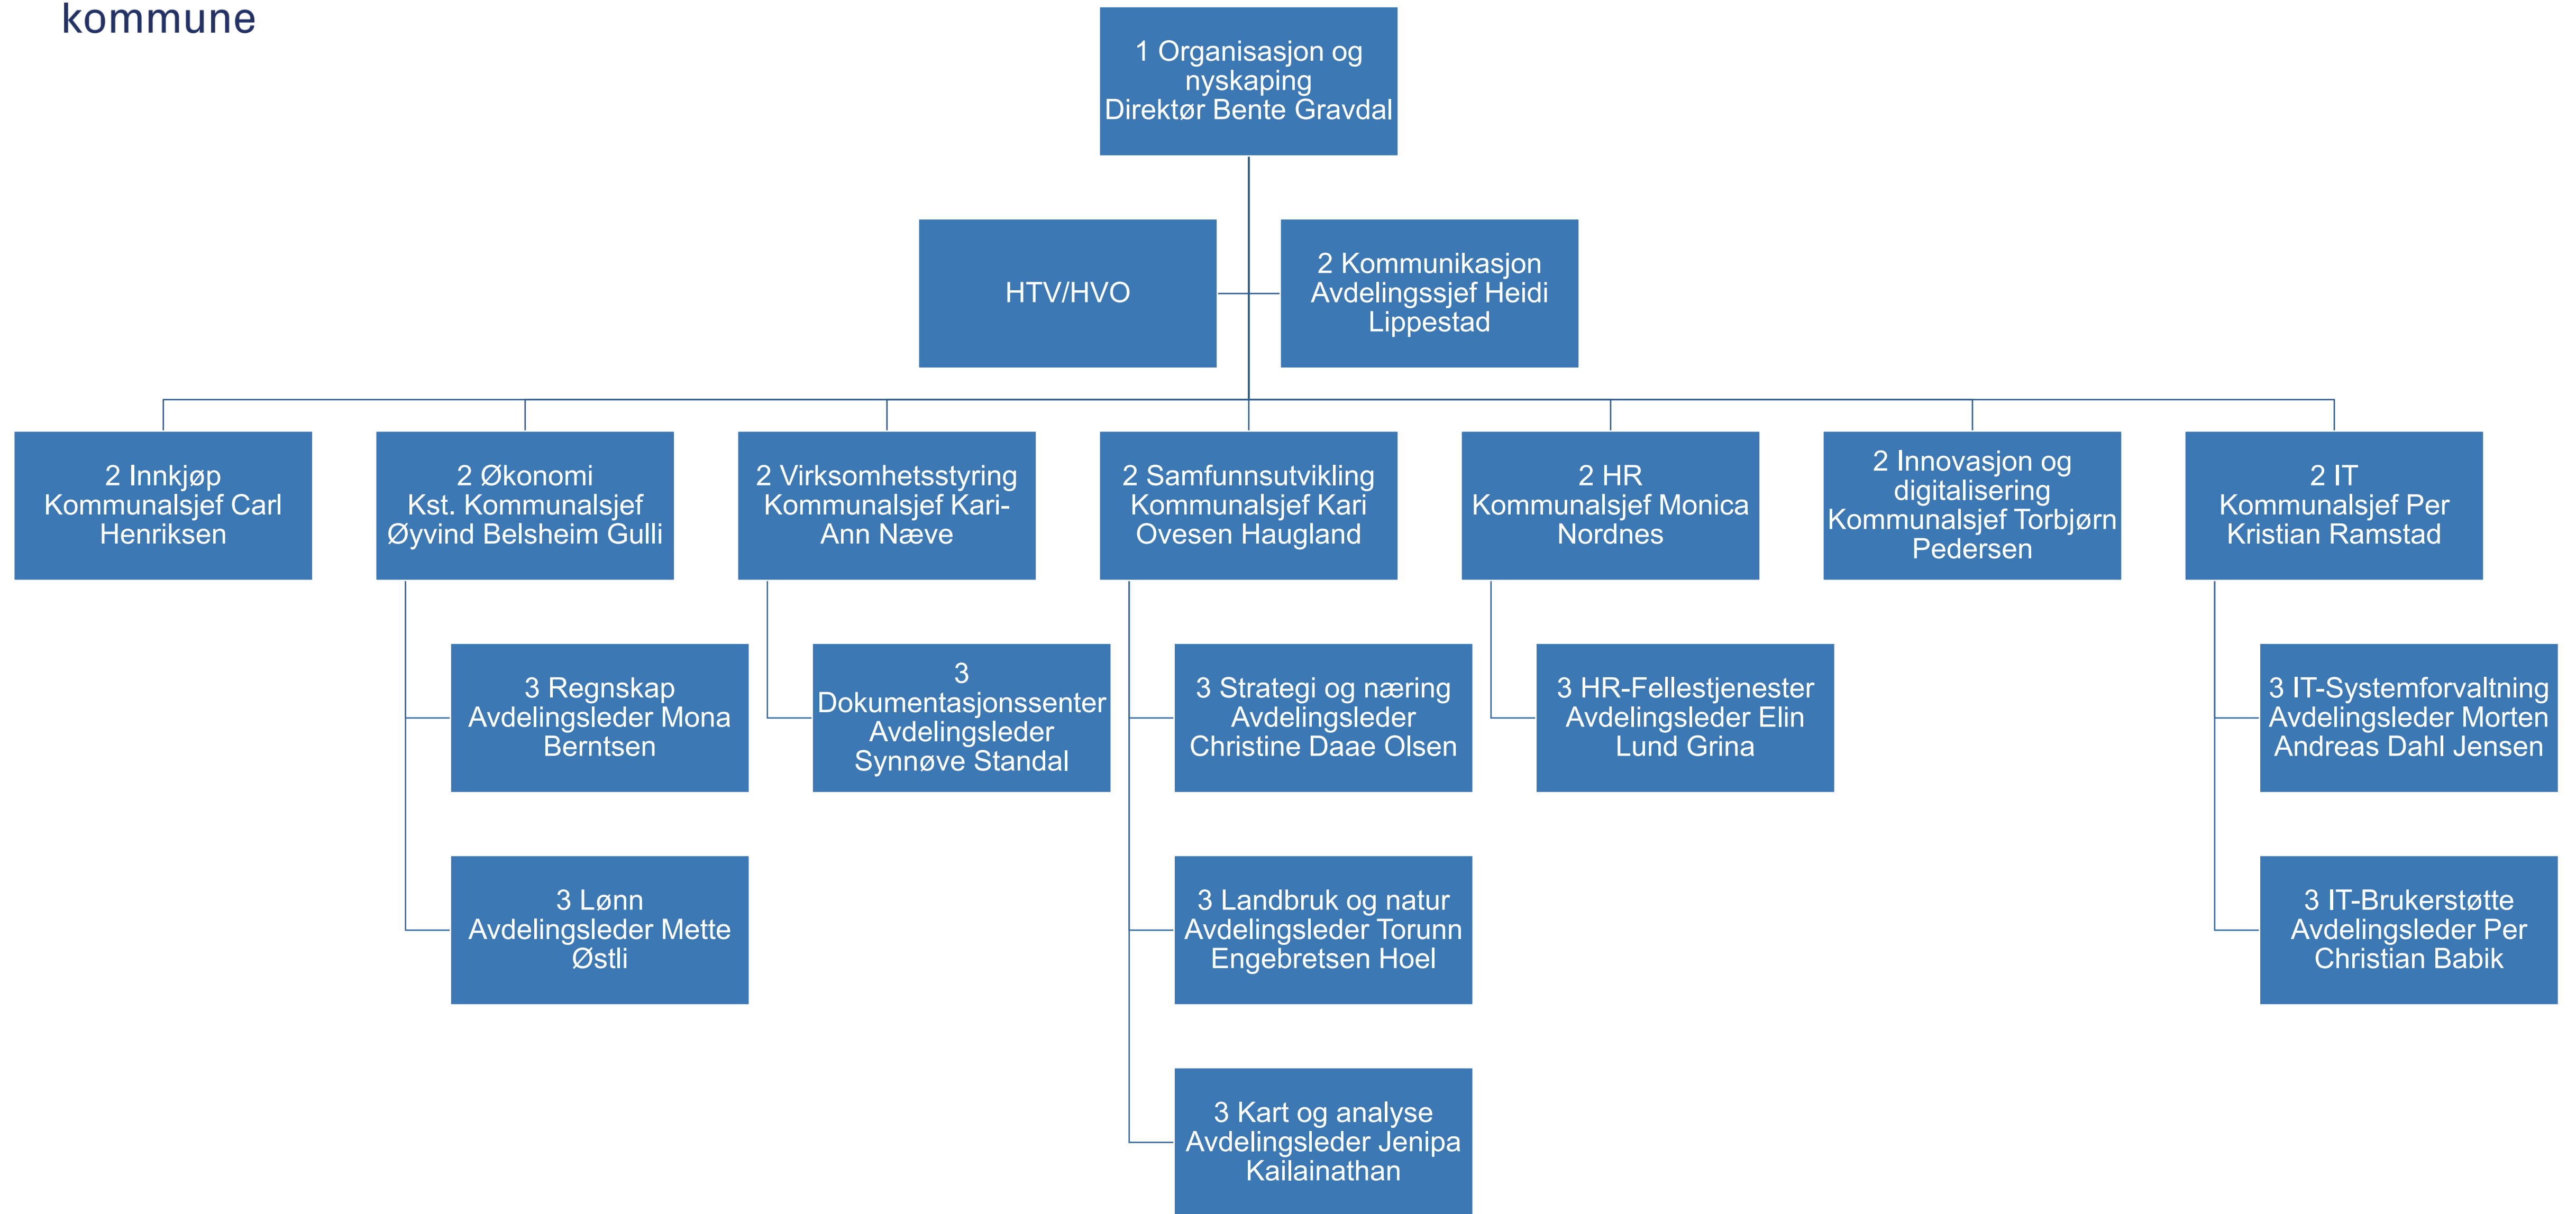 kommune
1 Organisasjon og
nyskaping
Direktør Bente Gravdal
HTV/HVO
2 Kommunikasjon
Avdelingssjef Heidi
Lippestad
2 Innkjøp
Kommunalsjef Carl
Henriksen
2 Økonomi
Kst. Kommunalsjef
Øyvind Belsheim Gulli
2 Virksomhetsstyring
Kommunalsjef Kari-
Ann Næve
2 Samfunnsutvikling
Kommunalsjef Kari
Ovesen Haugland
2 HR
Kommunalsjef Monica
Nordnes
2 Innovasjon og
digitalisering
Kommunalsjef Torbjørn
Pedersen
2 IT
Kommunalsjef Per
Kristian Ramstad
3 Regnskap
Avdelingsleder Mona
Berntsen
3
Dokumentasjonssenter
Avdelingsleder
Synnøve Standal
3 Strategi og næring
Avdelingsleder
Christine Daae Olsen
3 HR-Fellestjenester
Avdelingsleder Elin
Lund Grina
3 IT-Systemforvaltning
Avdelingsleder Morten
Andreas Dahl Jensen
3 Lønn
Avdelingsleder Mette
Østli
3 Landbruk og natur
Avdelingsleder Torunn
Engebretsen Hoel
3 IT-Brukerstøtte
Avdelingsleder Per
Christian Babik
3 Kart og analyse
Avdelingsleder Jenipa
Kailainathan